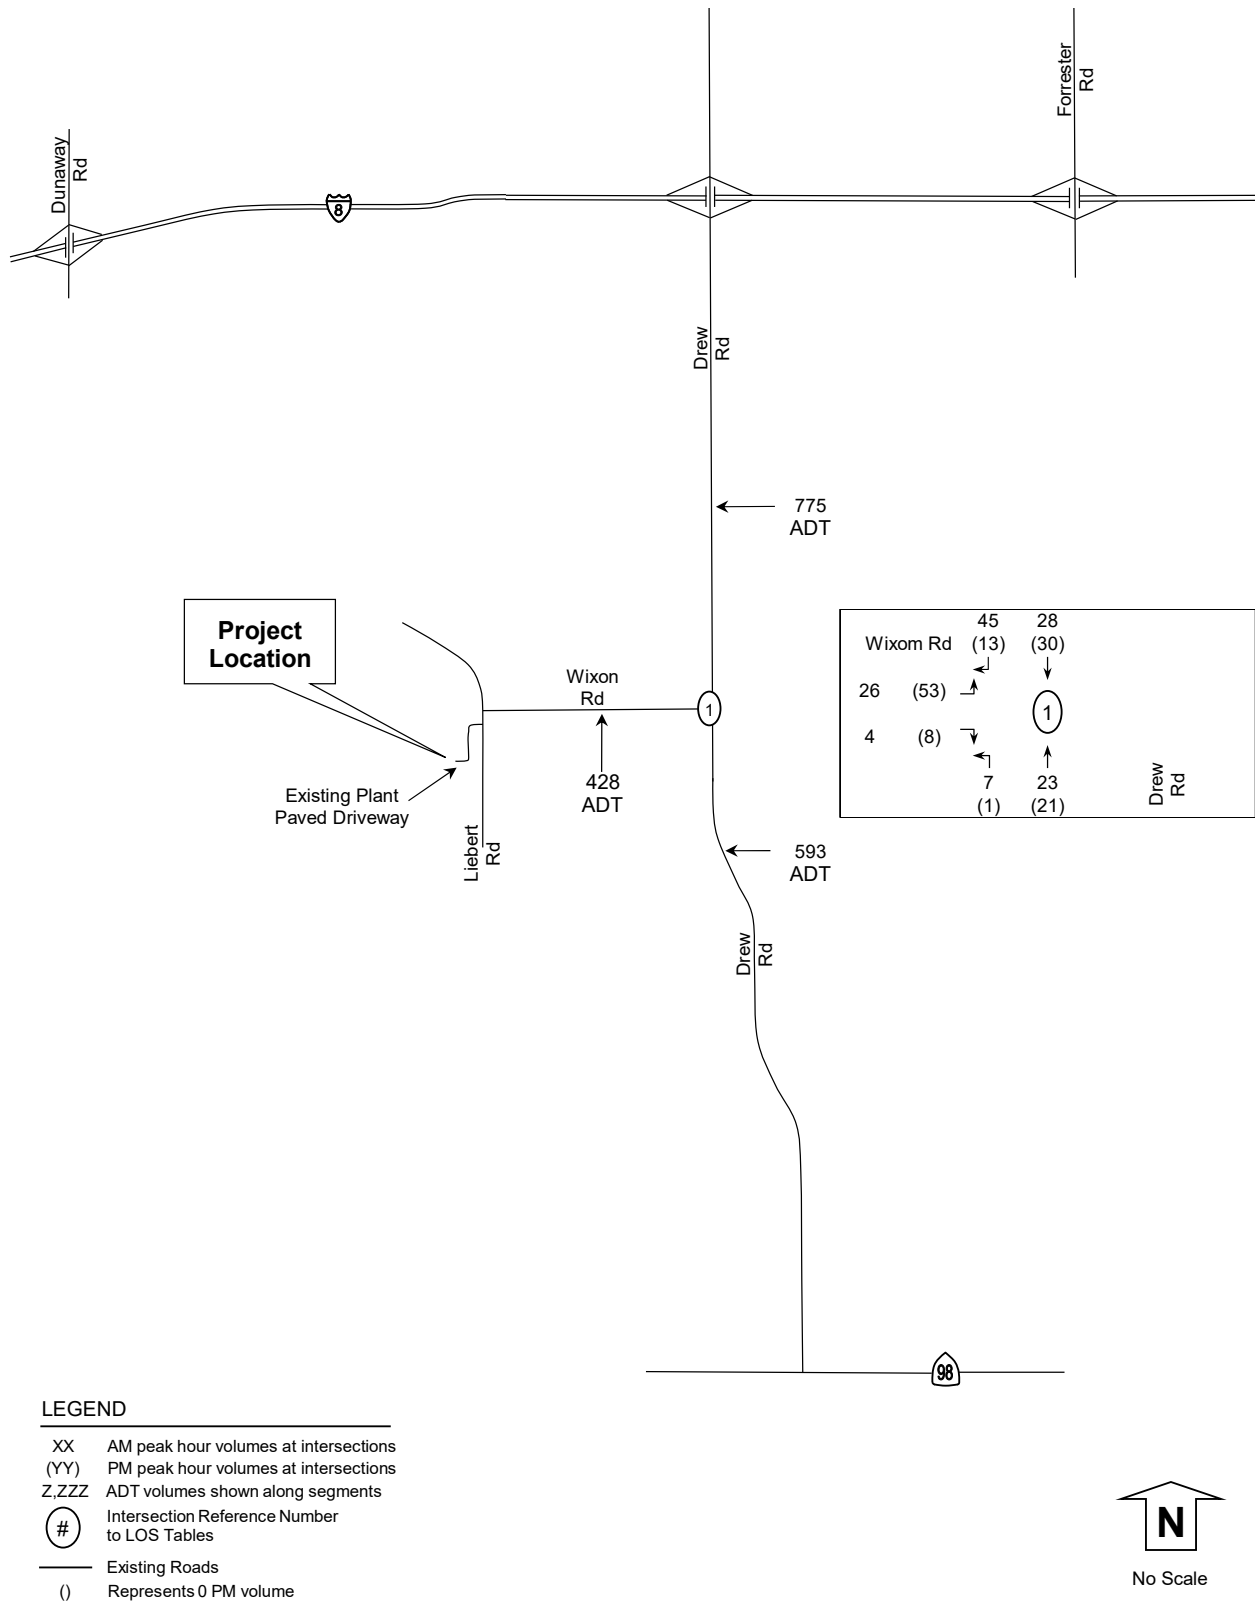 Forrester
Rd
Dunaway
Rd
8
Drew
Rd
775
ADT
Project
Location
Wixon
Rd
1
428
ADT
Existing Plant
Paved Driveway
Liebert
Rd
593
ADT
45 28
Wixom Rd (13) (30)
26 (53)
1
4 (8)
7 23
(1) (21)
Drew
Rd
Drew
Rd
98
LEGEND
XX AM peak hour volumes at intersections
(YY) PM peak hour volumes at intersections
Z,ZZZ ADT volumes shown along segments
# Intersection Reference Number
to LOS Tables
Existing Roads
() Represents 0 PM volume
N
No Scale